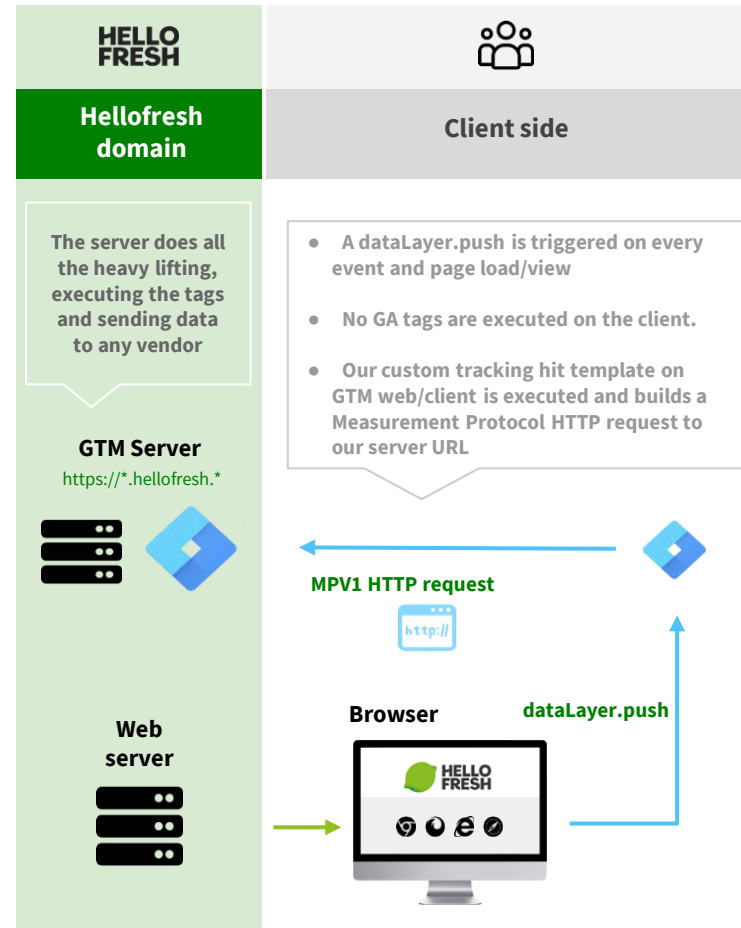 HELLO
FRESH
Hellofresh
domain
Client side
The server does all
the heavy lifting,
executing the tags
and sending data
to any vendor
● A dataLayer.push is triggered on every
event and page load/view
● No GA tags are executed on the client.
● Our custom tracking hit template on
GTM web/client is executed and builds a
Measurement Protocol HTTP request to
our server URL
GTM Server
https://*.hellofresh.*
MPV1 HTTP request
http://
dataLayer.push
Browser
Web
server
HELLO
FRESH